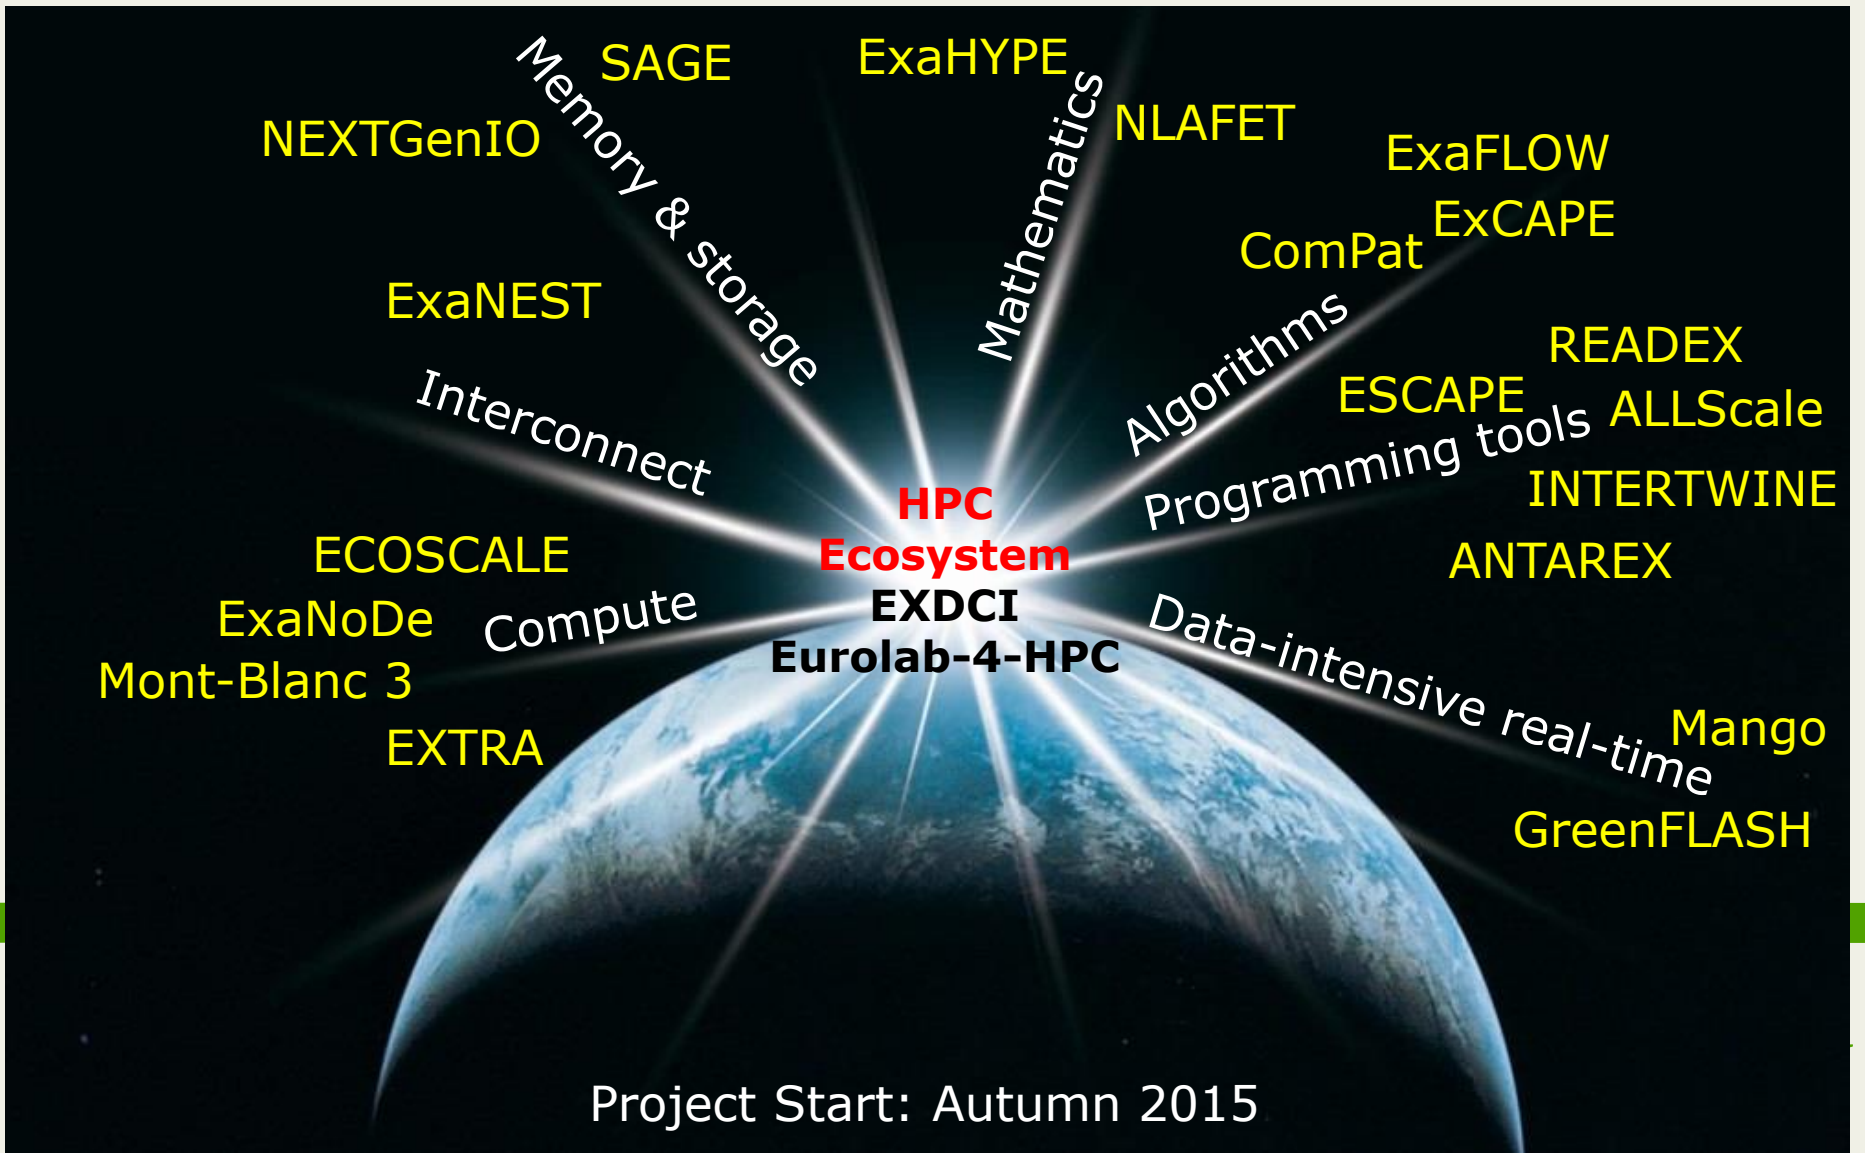 SAGE
ExaHYPE
Memory & storage
Mathematics
NEXTGenIO
NLAFET
ExaFLOW
ExCAPE
ComPat
ExaNEST
Algorithms
READEX
ESCAPE
ALLScale
Interconnect
Programming tools
INTERTWINE
HPC
Ecosystem
EXDCI
Eurolab-4-HPC
ANTAREX
ECOSCALE
ExaNoDe
Compute
Mont-Blanc 3
EXTRA
Data-intensive real-time
Mango
GreenFLASH
Project Start: Autumn 2015